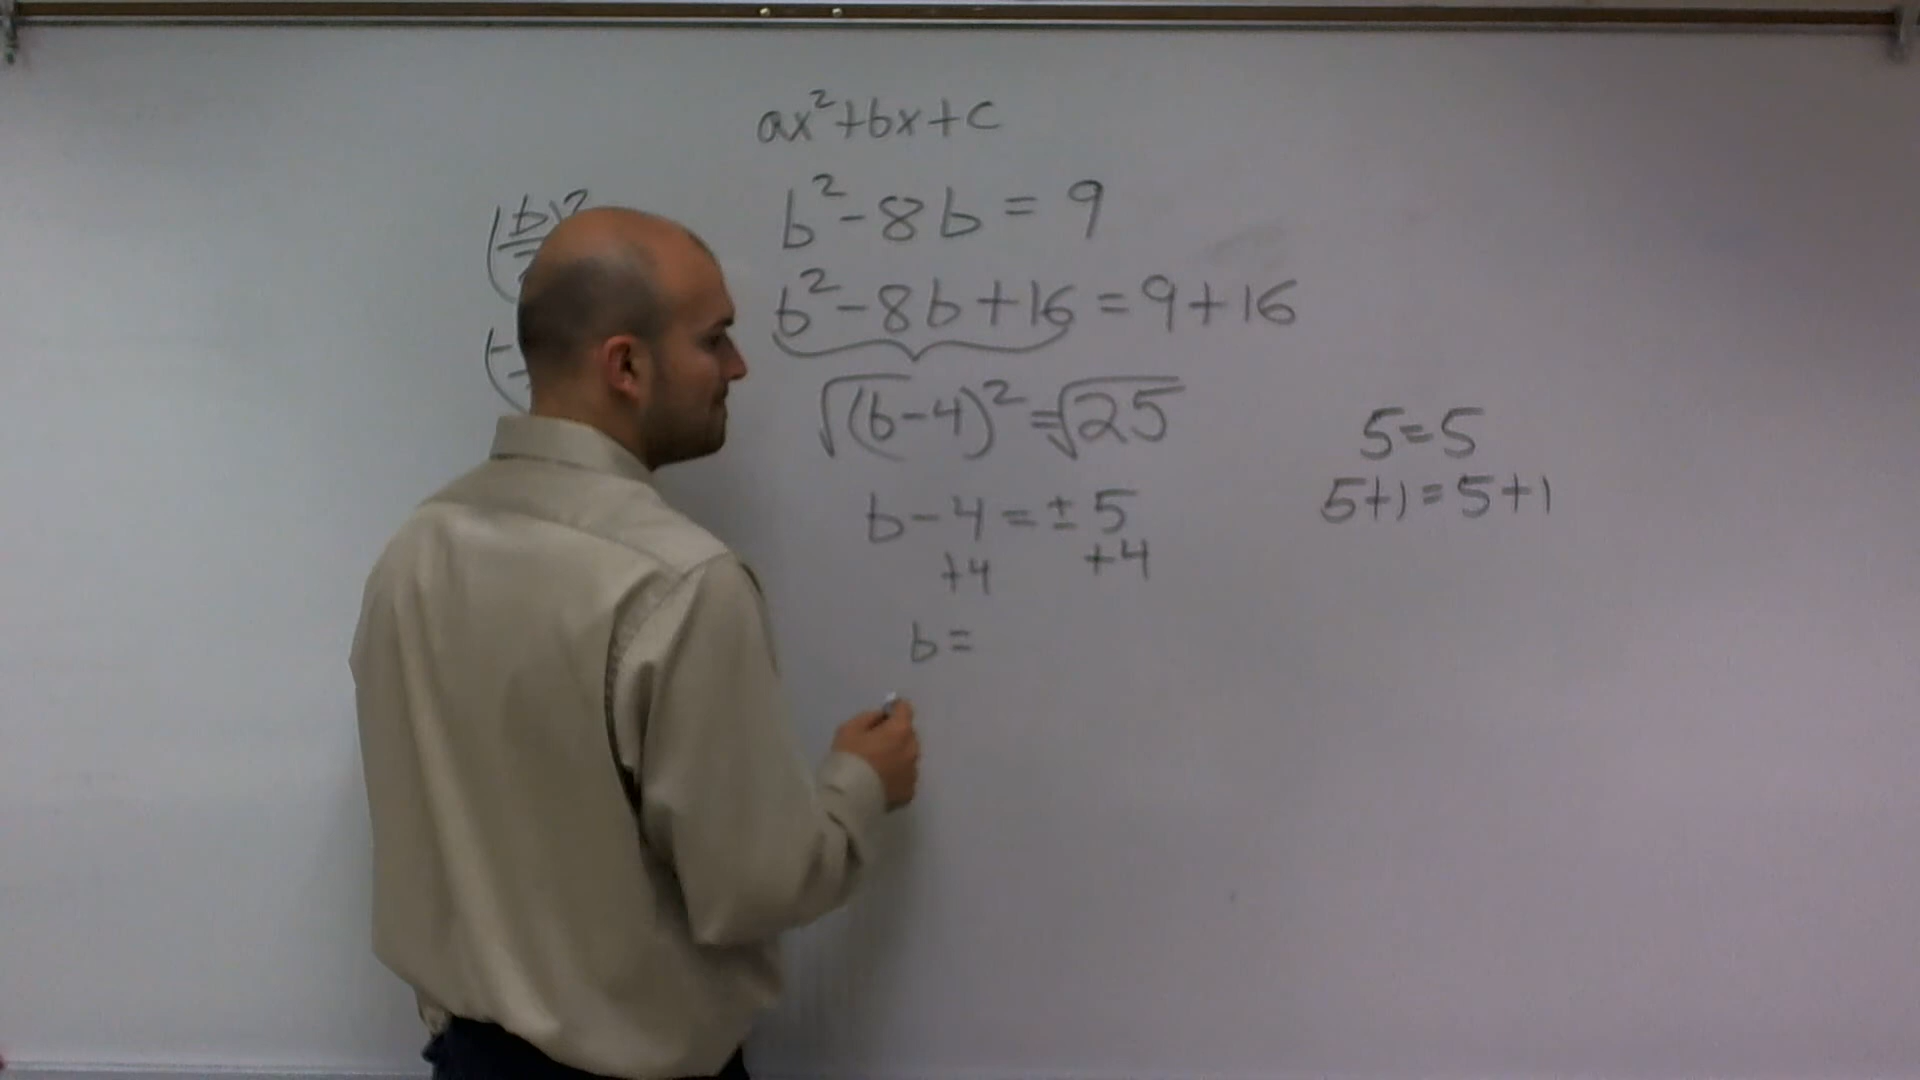 ax²+bx+c
b²-8b=9
b²-8b+16=9+16
√(b-4)²=√25
b-4=±5
+4 +4
b=
5=5
5+1=5+1